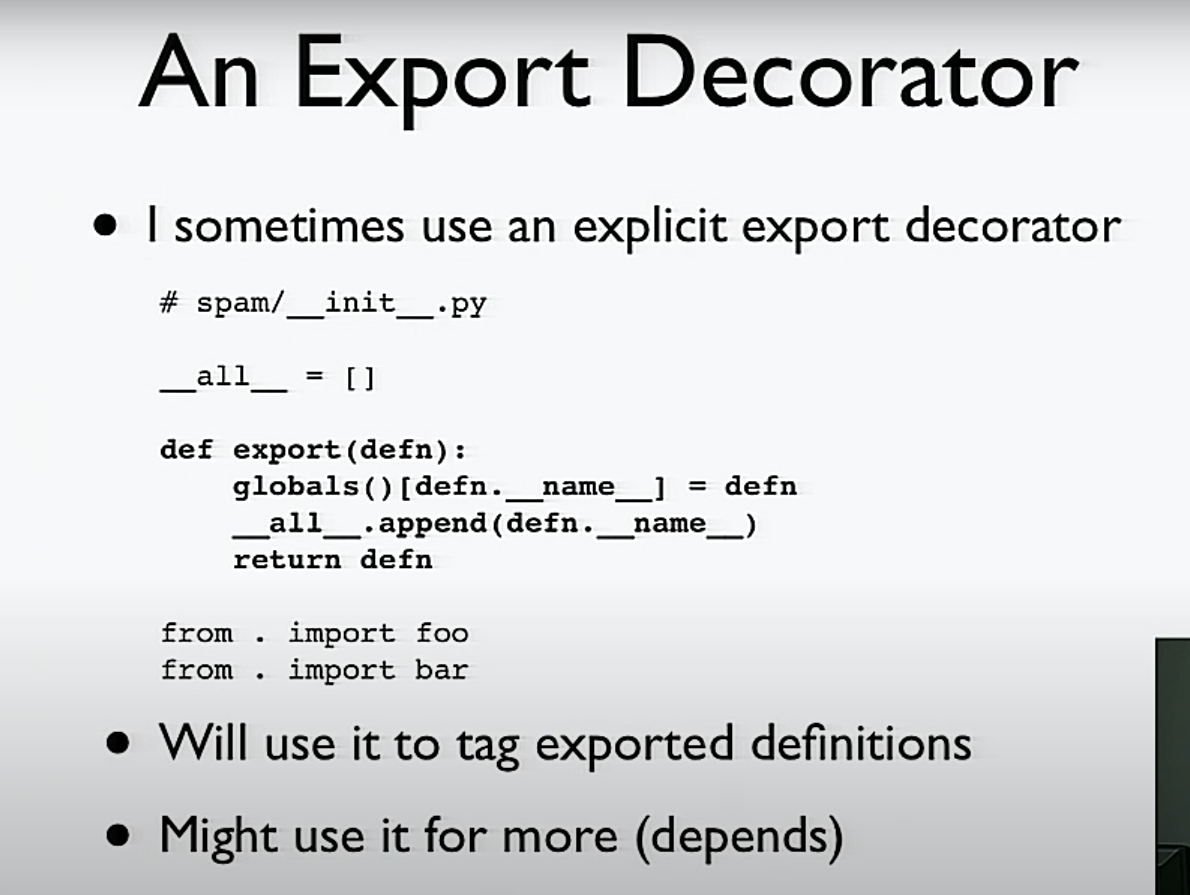 An Export Decorator
• I sometimes use an explicit export decorator
# spam/__init__.py
__all__ = []
def export(defn):
    globals()[defn.__name__] = defn
    __all__.append(defn.__name__)
    return defn
from . import foo
from . import bar
• Will use it to tag exported definitions
• Might use it for more (depends)